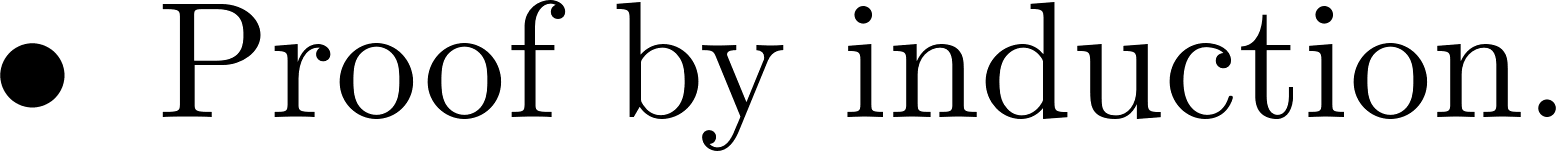 • Proof by induction.